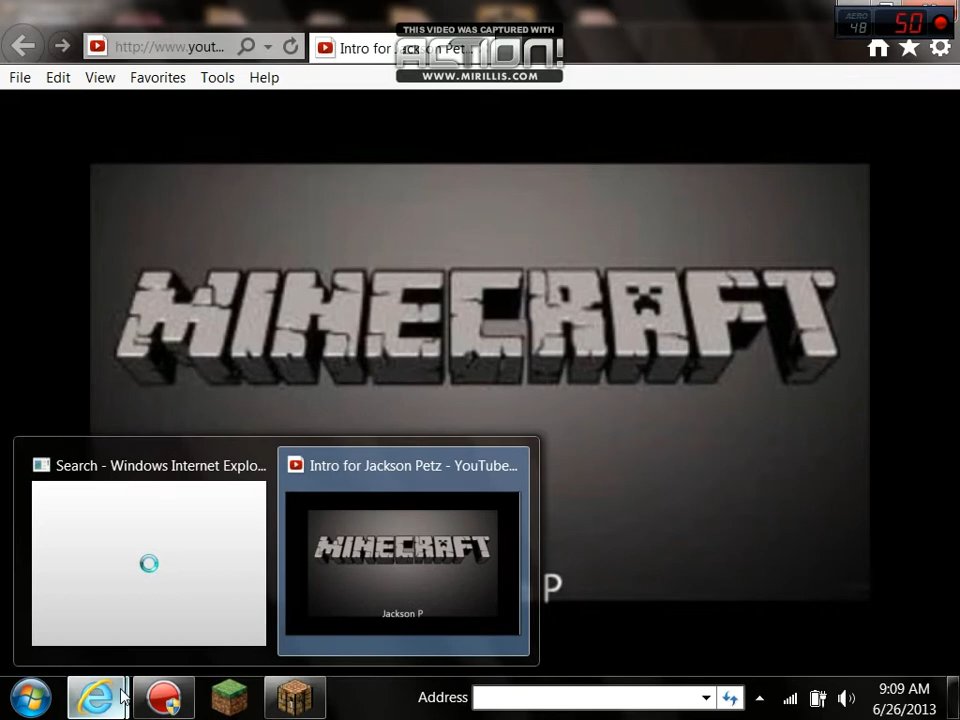 THIS VIDEO WAS CAPTURED WITH
ACTION!
WWW.MIRILLIS.COM
AERO
48
50
http://www.yout...
Intro for Jackson Pet...
File Edit View Favorites Tools Help
MINECRAFT
P
Search - Windows Internet Explo...
Intro for Jackson Petz - YouTube...
MINECRAFT
Jackson P
Address
9:09 AM
6/26/2013